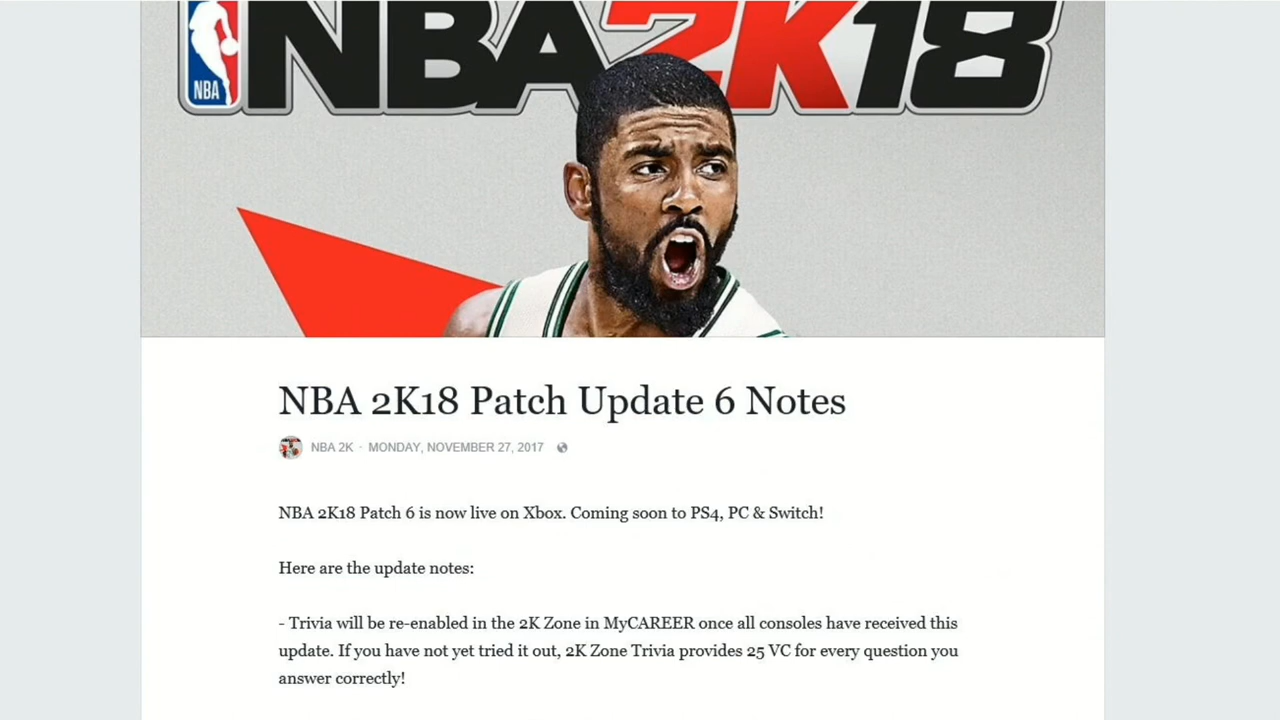 NBA 2K18
NBA
NBA 2K18 Patch Update 6 Notes
NBA 2K · MONDAY, NOVEMBER 27, 2017
NBA 2K18 Patch 6 is now live on Xbox. Coming soon to PS4, PC & Switch!
Here are the update notes:
- Trivia will be re-enabled in the 2K Zone in MyCAREER once all consoles have received this
update. If you have not yet tried it out, 2K Zone Trivia provides 25 VC for every question you
answer correctly!